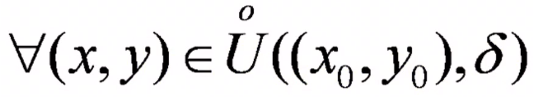 ∀(x, y) ∈ Ů((x₀, y₀), δ)